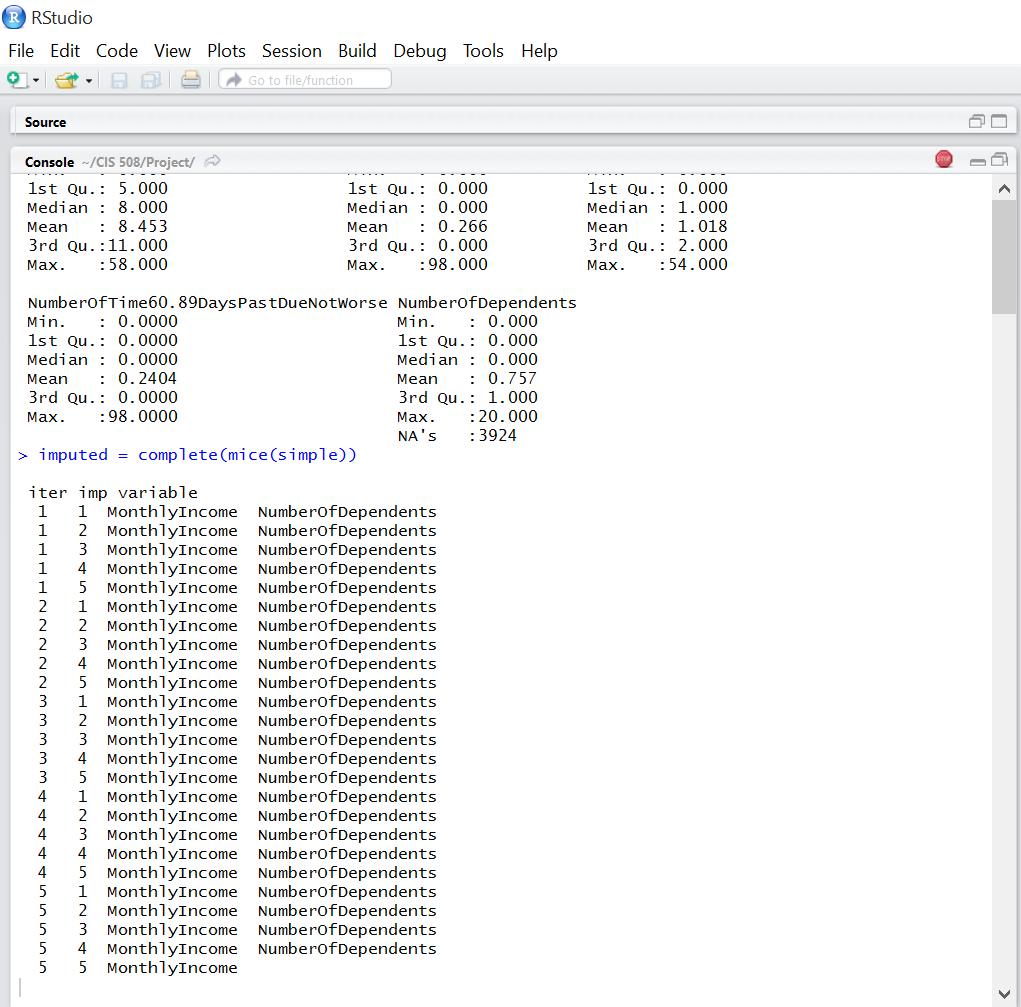 RStudio
File Edit Code View Plots Session Build Debug Tools Help
Go to file/function
Source
Console ~/CIS 508/Project/
1st Qu.: 5.000 1st Qu.: 0.000 1st Qu.: 0.000
Median : 8.000 Median : 0.000 Median : 1.000
Mean : 8.453 Mean : 0.266 Mean : 1.018
3rd Qu.:11.000 3rd Qu.: 0.000 3rd Qu.: 2.000
Max. :58.000 Max. :98.000 Max. :54.000
NumberOfTime60.89DaysPastDueNotWorse NumberOfDependents
Min. : 0.0000 Min. : 0.000
1st Qu.: 0.0000 1st Qu.: 0.000
Median : 0.0000 Median : 0.000
Mean : 0.2404 Mean : 0.757
3rd Qu.: 0.0000 3rd Qu.: 1.000
Max. :98.0000 Max. :20.000
NA's :3924
> imputed = complete(mice(simple))
iter imp variable
1 1 MonthlyIncome NumberOfDependents
1 2 MonthlyIncome NumberOfDependents
1 3 MonthlyIncome NumberOfDependents
1 4 MonthlyIncome NumberOfDependents
1 5 MonthlyIncome NumberOfDependents
2 1 MonthlyIncome NumberOfDependents
2 2 MonthlyIncome NumberOfDependents
2 3 MonthlyIncome NumberOfDependents
2 4 MonthlyIncome NumberOfDependents
2 5 MonthlyIncome NumberOfDependents
3 1 MonthlyIncome NumberOfDependents
3 2 MonthlyIncome NumberOfDependents
3 3 MonthlyIncome NumberOfDependents
3 4 MonthlyIncome NumberOfDependents
3 5 MonthlyIncome NumberOfDependents
4 1 MonthlyIncome NumberOfDependents
4 2 MonthlyIncome NumberOfDependents
4 3 MonthlyIncome NumberOfDependents
4 4 MonthlyIncome NumberOfDependents
4 5 MonthlyIncome NumberOfDependents
5 1 MonthlyIncome NumberOfDependents
5 2 MonthlyIncome NumberOfDependents
5 3 MonthlyIncome NumberOfDependents
5 4 MonthlyIncome NumberOfDependents
5 5 MonthlyIncome